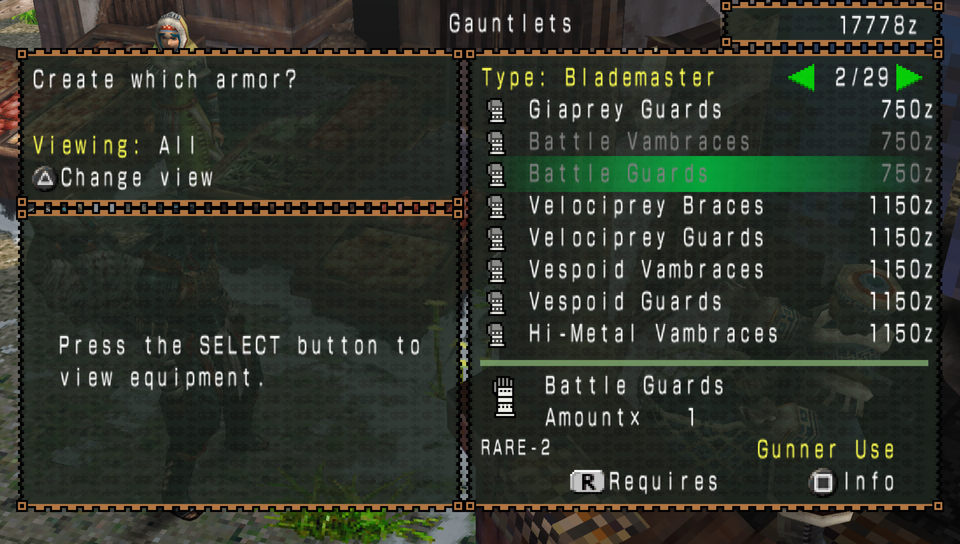 Gauntlets
17778z
Create which armor?
Viewing: All
Change view
Press the SELECT button to
view equipment.
Type: Blademaster 2/29
Giaprey Guards 750z
Battle Vambraces 750z
Battle Guards 750z
Velociprey Braces 1150z
Velociprey Guards 1150z
Vespoid Vambraces 1150z
Vespoid Guards 1150z
Hi-Metal Vambraces 1150z
Battle Guards
Amount× 1
RARE-2 Gunner Use
R Requires Info